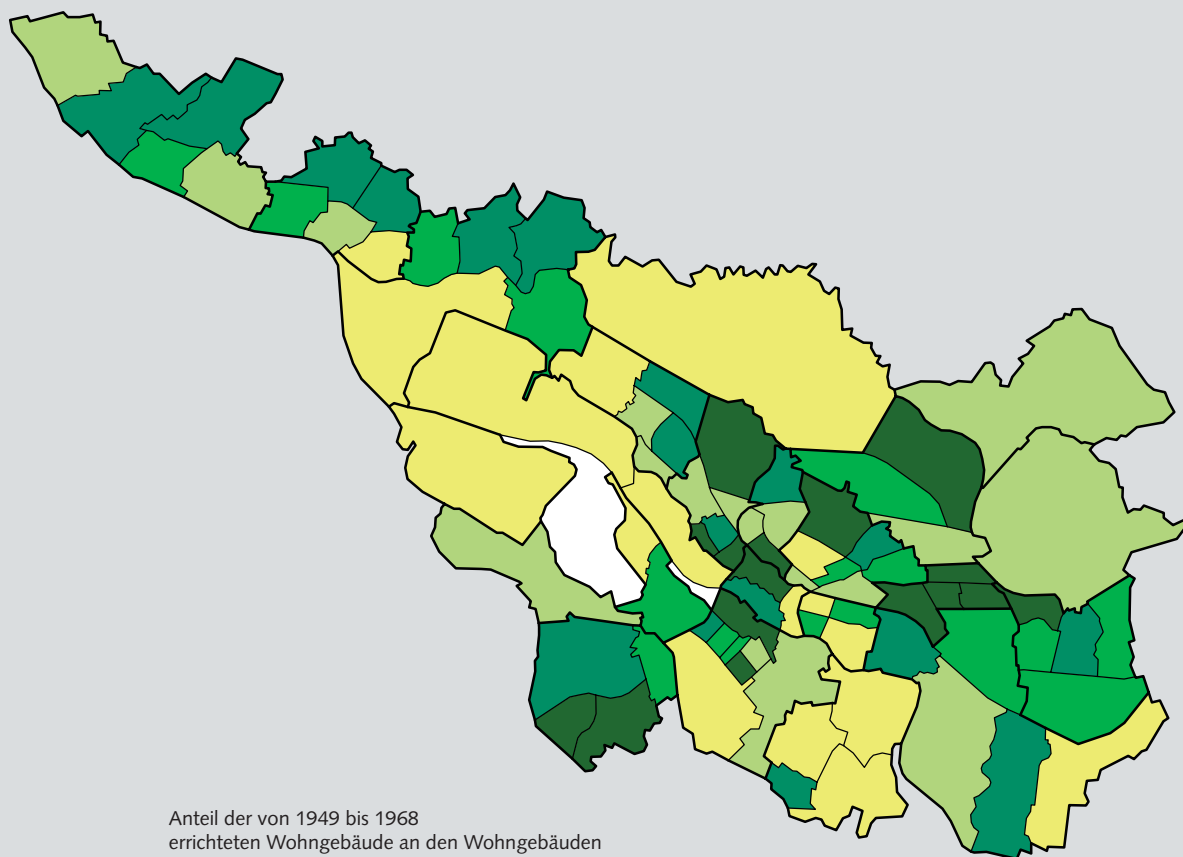 Anteil der von 1949 bis 1968
errichteten Wohngebäude an den Wohngebäuden